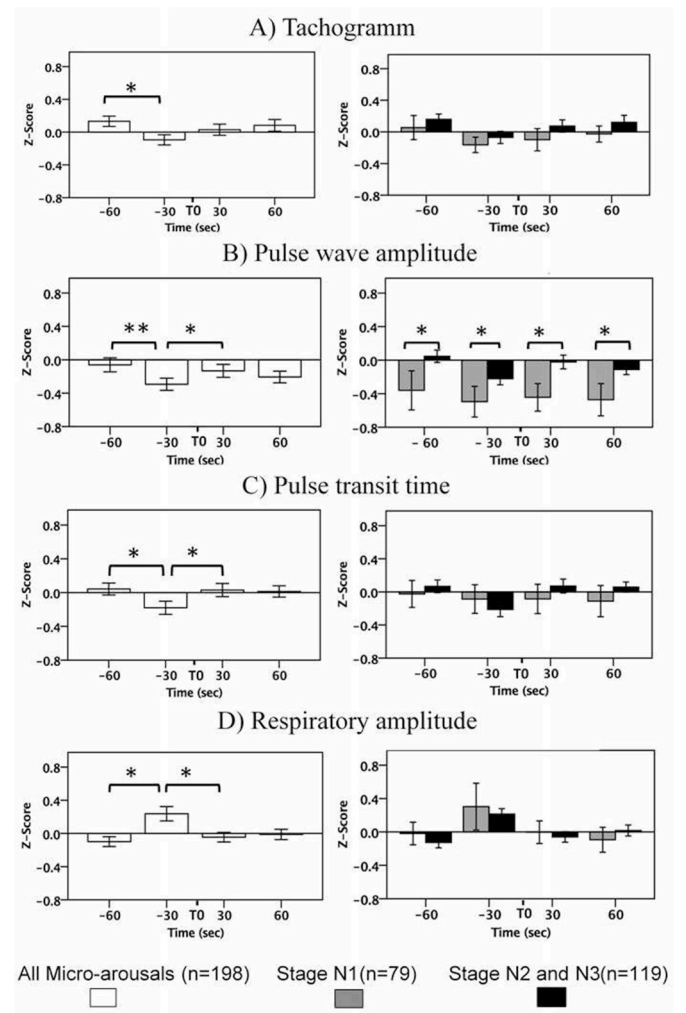 A) Tachogramm
* 
Z-Score
0.8
0.4
0.0
−0.4
−0.8
−60 −30 T0 30 60
Time (sec)
Z-Score
0.8
0.4
0.0
−0.4
−0.8
−60 −30 T0 30 60
Time (sec)
B) Pulse wave amplitude
** *
Z-Score
0.8
0.4
0.0
−0.4
−0.8
−60 −30 T0 30 60
Time (sec)
* * * *
Z-Score
0.8
0.4
0.0
−0.4
−0.8
− 60 −30 T0 30 60
Time (sec)
C) Pulse transit time
* *
Z-Score
0.8
0.4
0.0
−0.4
−0.8
−60 −30 T0 30 60
Time (sec)
Z-Score
0.8
0.4
0.0
−0.4
−0.8
−60 −30 T0 30 60
Time (sec)
D) Respiratory amplitude
* *
Z-Score
0.8
0.4
0.0
−0.4
−0.8
−60 −30 T0 30 60
Time (sec)
Z-Score
0.8
0.4
0.0
−0.4
−0.8
−60 −30 T0 30 60
Time (sec)
All Micro-arousals (n=198) Stage N1(n=79) Stage N2 and N3(n=119)